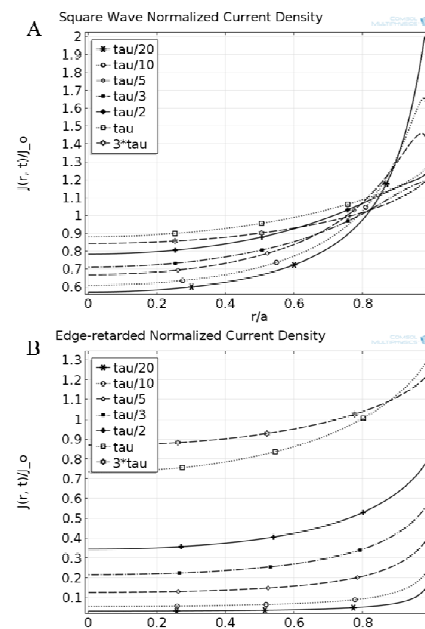 A
Square Wave Normalized Current Density
J(r, t)/J_o
2
1.9
1.8
1.7
1.6
1.5
1.4
1.3
1.2
1.1
1
0.9
0.8
0.7
0.6
tau/20
tau/10
tau/5
tau/3
tau/2
tau
3*tau
0
0.2
0.4
0.6
0.8
r/a
B
Edge-retarded Normalized Current Density
J(r, t)/J_o
1.3
1.2
1.1
1
0.9
0.8
0.7
0.6
0.5
0.4
0.3
0.2
0.1
tau/20
tau/10
tau/5
tau/3
tau/2
tau
3*tau
0
0.2
0.4
0.6
0.8